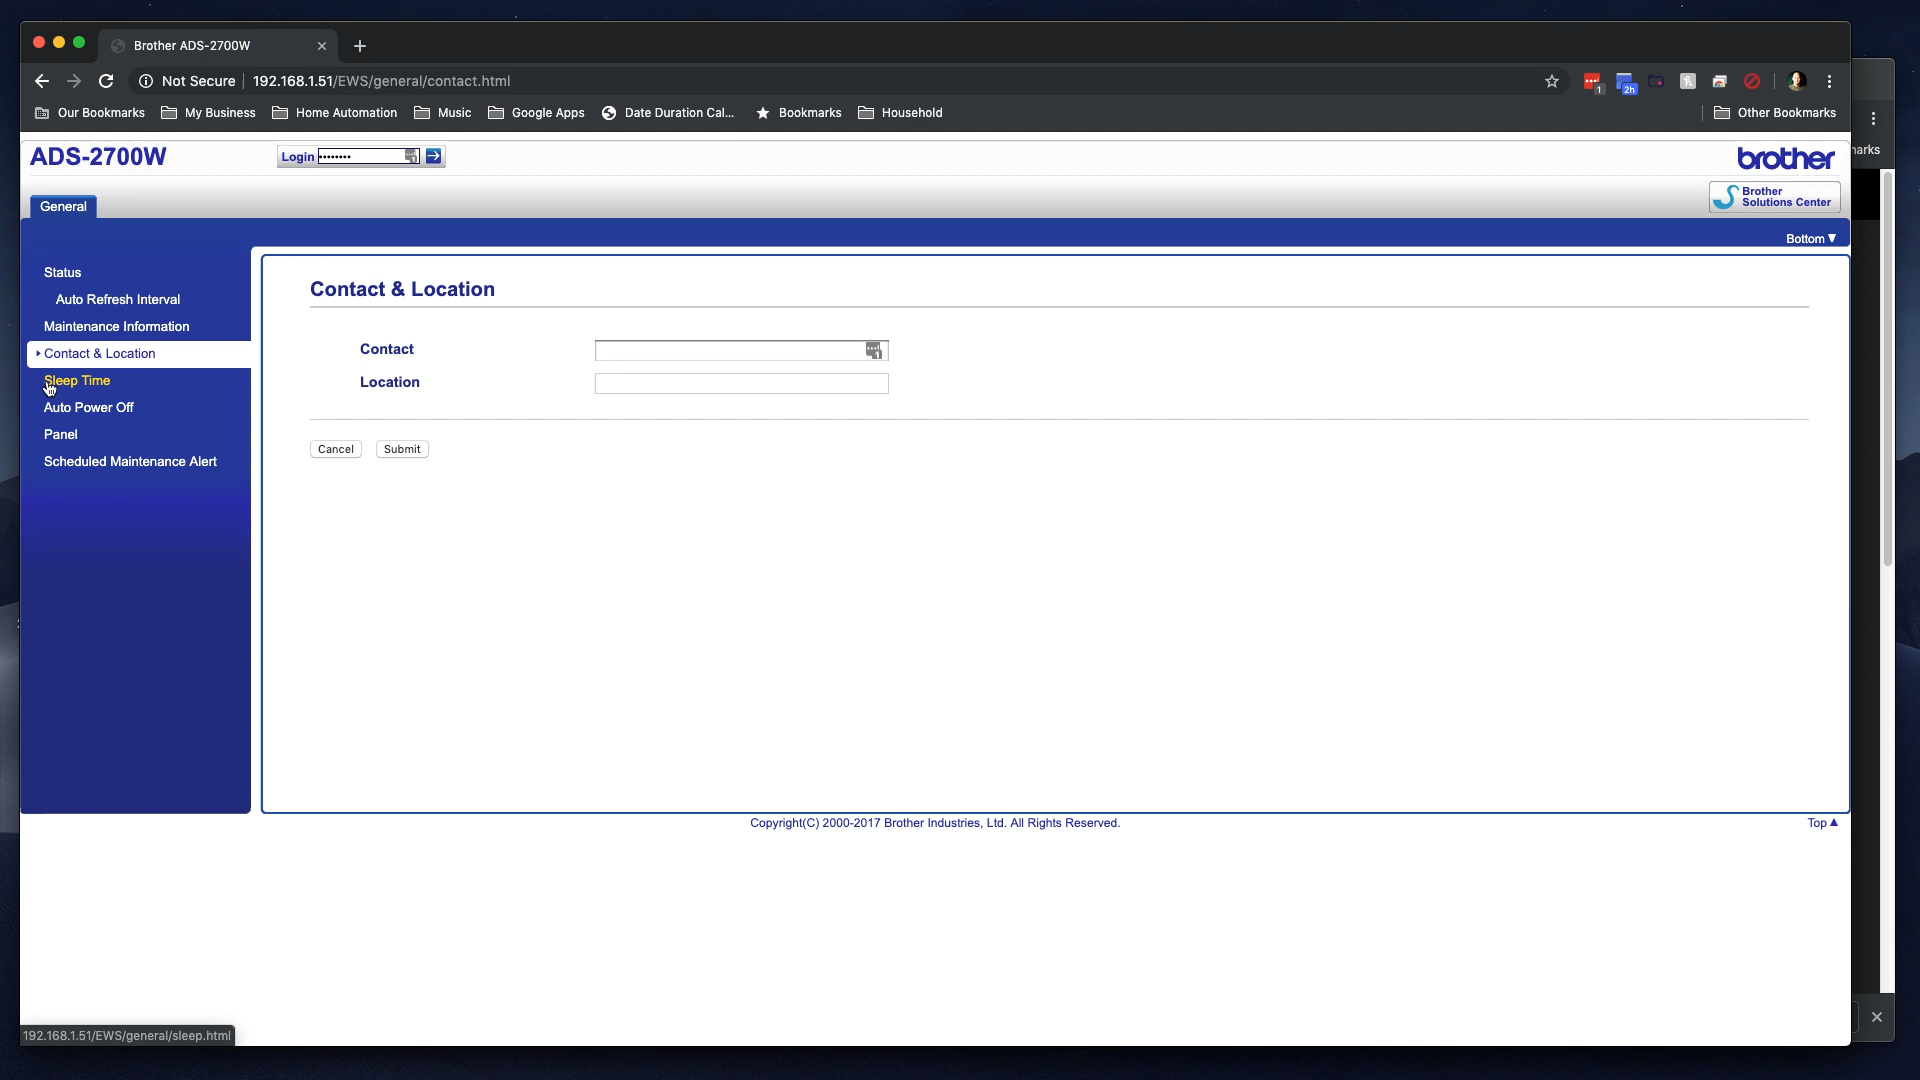 Brother ADS-2700W
Not Secure 192.168.1.51/EWS/general/contact.html
1
2h
Our Bookmarks My Business Home Automation Music Google Apps Date Duration Cal... Bookmarks Household Other Bookmarks
arks
ADS-2700W
Login ••••••••
brother
General
Brother
Solutions Center
Bottom ▼
Status
Auto Refresh Interval
Maintenance Information
Contact & Location
Sleep Time
Auto Power Off
Panel
Scheduled Maintenance Alert
Contact & Location
Contact
Location
Cancel Submit
Copyright(C) 2000-2017 Brother Industries, Ltd. All Rights Reserved.
Top ▲
192.168.1.51/EWS/general/sleep.html